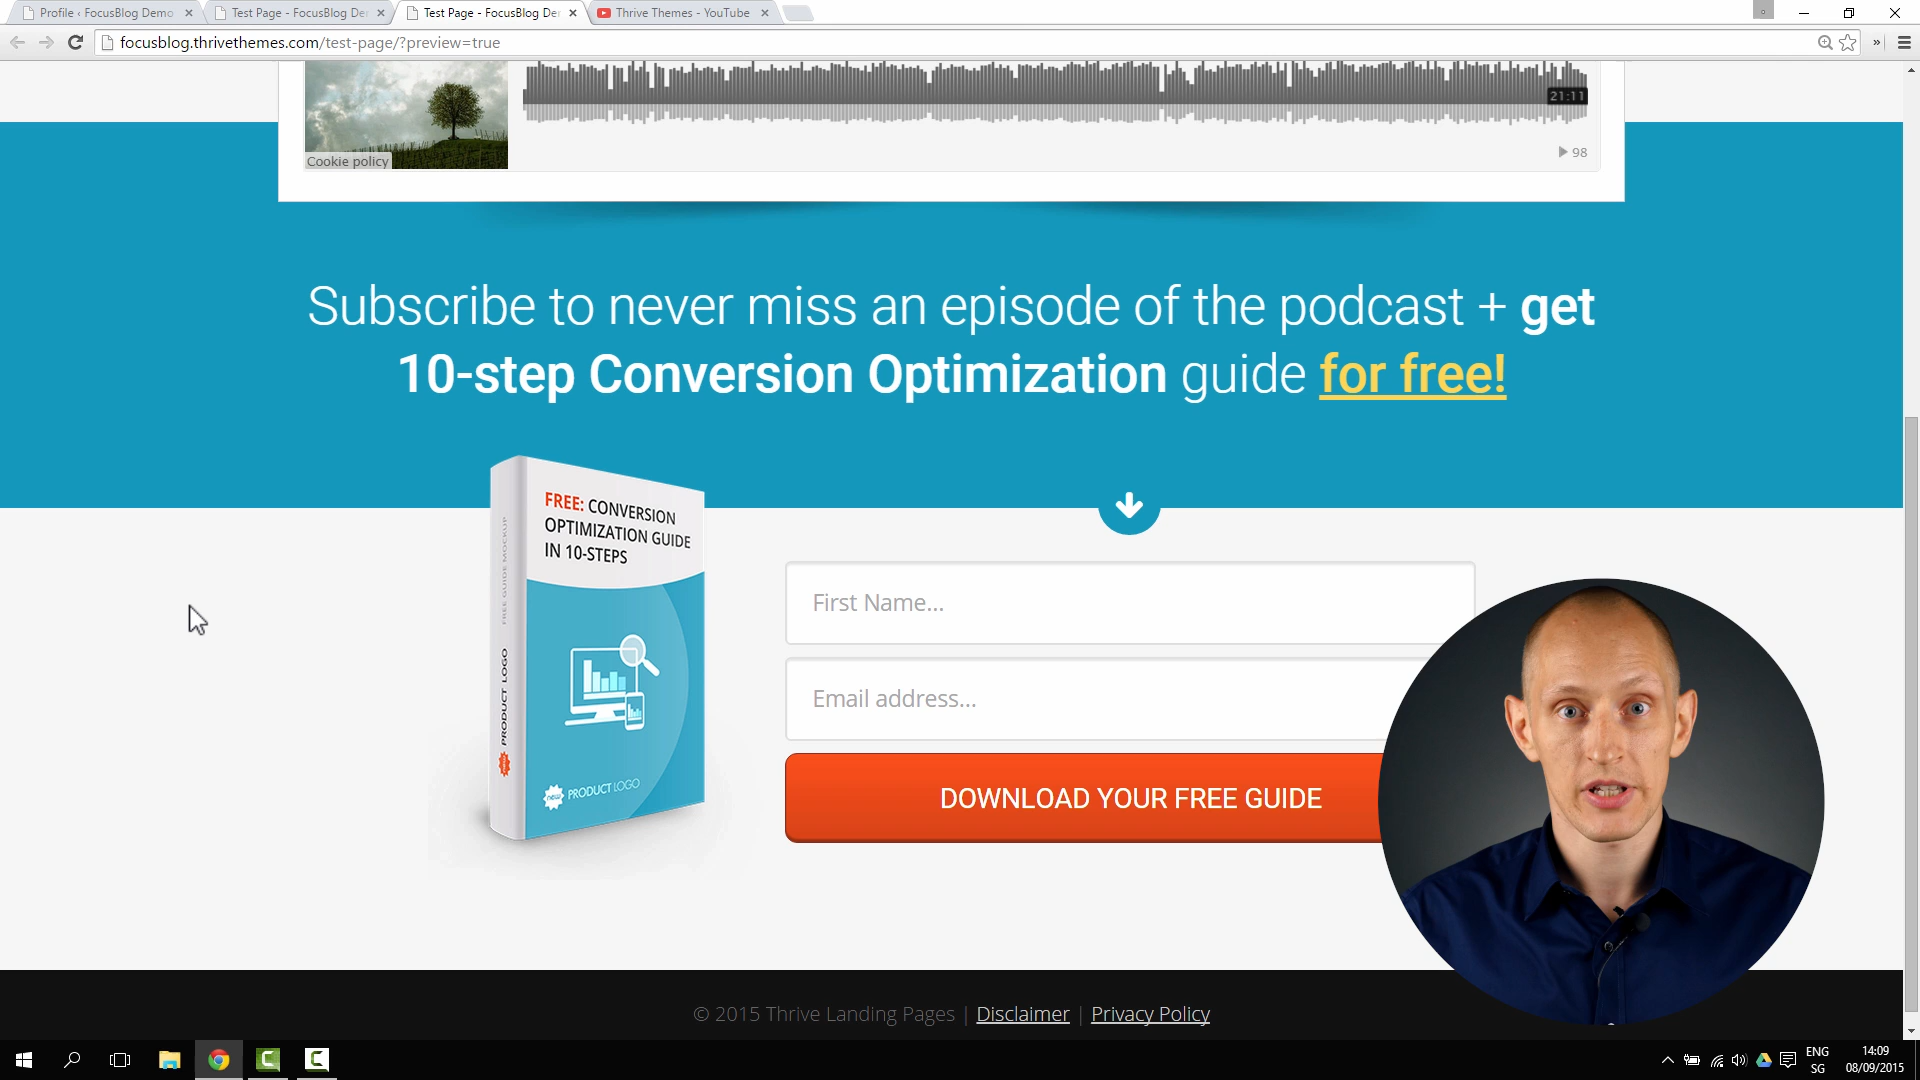 Profile ‹ FocusBlog Demo
Test Page - FocusBlog De
Test Page - FocusBlog De
Thrive Themes - YouTube
focusblog.thrivethemes.com/test-page/?preview=true
21:11
Cookie policy
98
Subscribe to never miss an episode of the podcast + get
10-step Conversion Optimization guide for free!
FREE: CONVERSION
OPTIMIZATION GUIDE
IN 10-STEPS
FREE GUIDE MOCKUP
PRODUCT LOGO
new PRODUCT LOGO
First Name...
Email address...
DOWNLOAD YOUR FREE GUIDE
© 2015 Thrive Landing Pages | Disclaimer | Privacy Policy
ENG
SG
14:09
08/09/2015